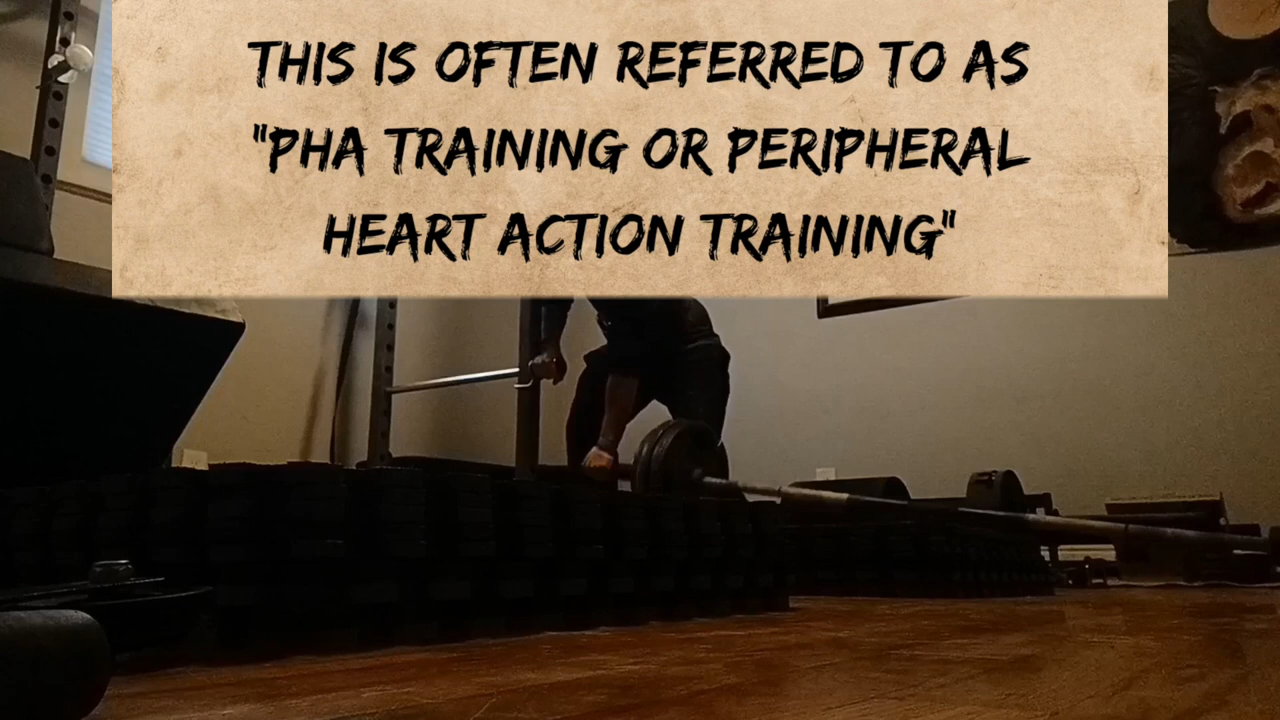 THIS IS OFTEN REFERRED TO AS
"PHA TRAINING OR PERIPHERAL
HEART ACTION TRAINING"